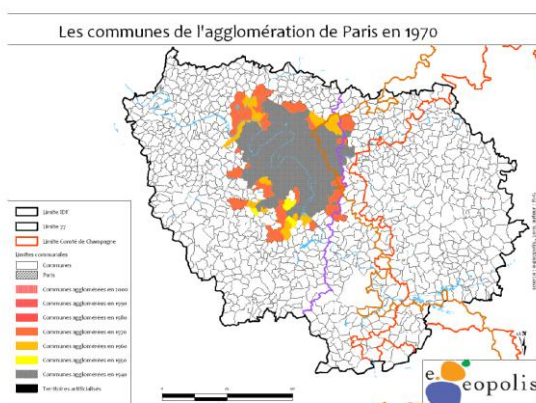 Les communes de l'agglomération de Paris en 1970
Limite IDF
Limite 77
Limite Comté de Champagne
Limites communales
Communes
Paris
Communes agglomérées en 2000
Communes agglomérées en 1990
Communes agglomérées en 1980
Communes agglomérées en 1970
Communes agglomérées en 1960
Communes agglomérées en 1950
Communes agglomérées en 1940
Territoires artificialisés
e.
eopolis